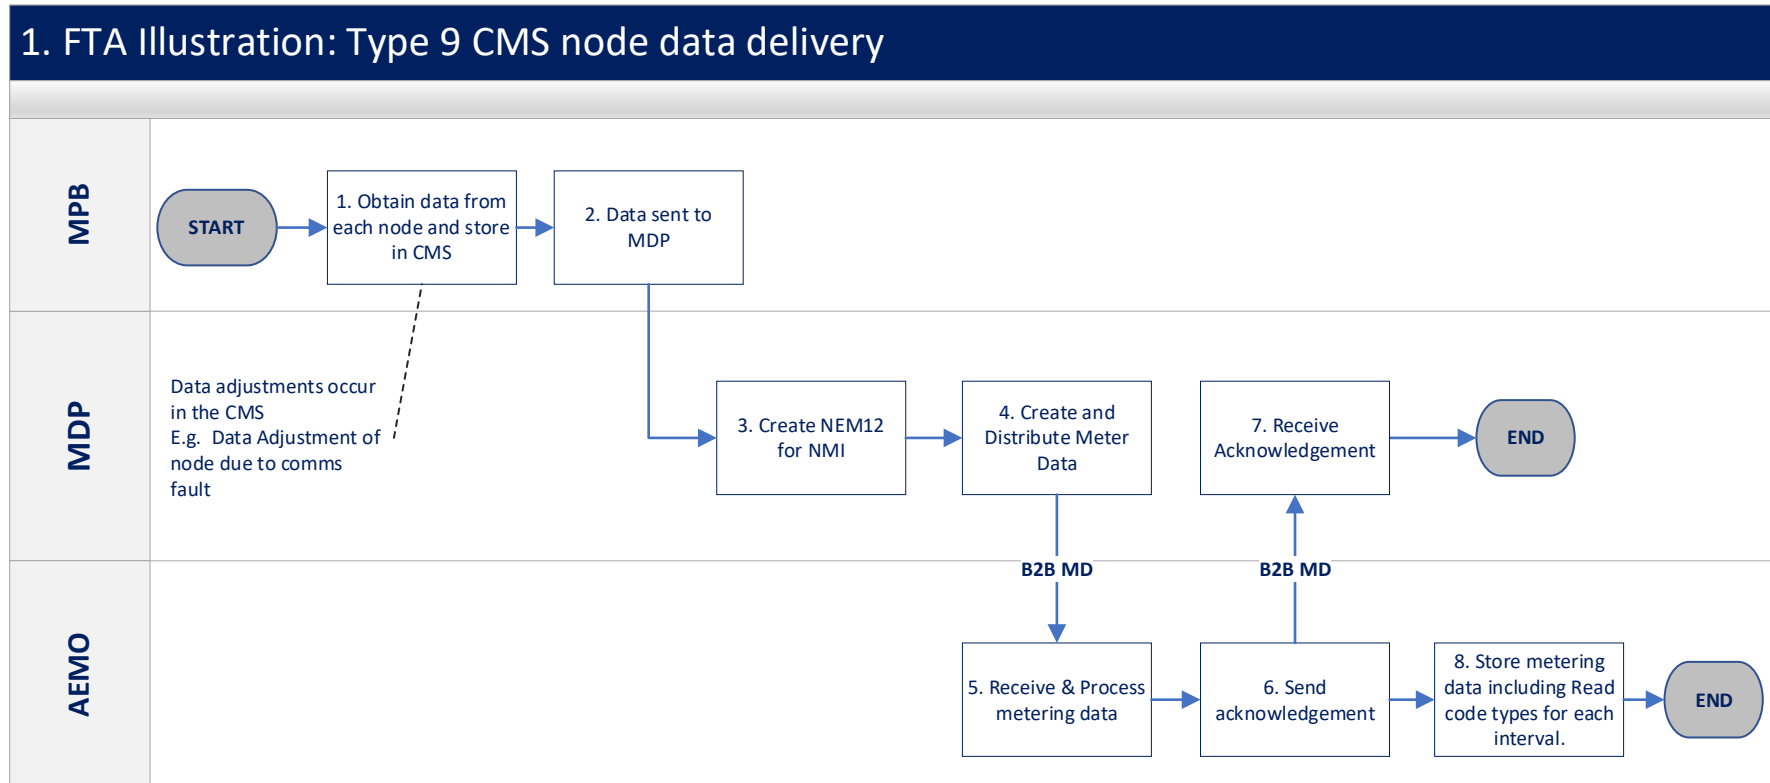 1. FTA Illustration: Type 9 CMS node data delivery
MPB
START
1. Obtain data from
each node and store
in CMS
2. Data sent to
MDP
MDP
Data adjustments occur
in the CMS
E.g. Data Adjustment of
node due to comms
fault
3. Create NEM12
for NMI
4. Create and
Distribute Meter
Data
7. Receive
Acknowledgement
END
B2B MD
B2B MD
AEMO
5. Receive & Process
metering data
6. Send
acknowledgement
8. Store metering
data including Read
code types for each
interval.
END